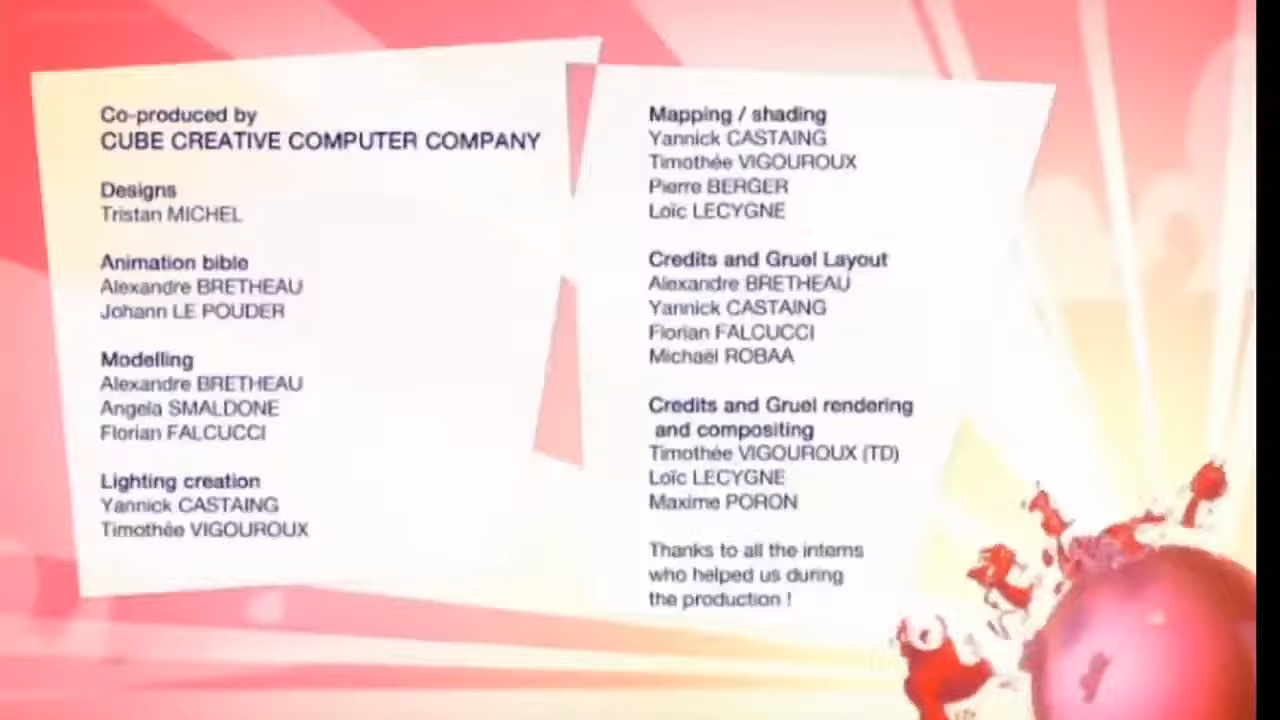 Co-produced by
CUBE CREATIVE COMPUTER COMPANY
Designs
Tristan MICHEL
Animation bible
Alexandre BRETHEAU
Johann LE POUDER
Modelling
Alexandre BRETHEAU
Angela SMALDONE
Florian FALCUCCI
Lighting creation
Yannick CASTAING
Timothée VIGOUROUX
Mapping / shading
Yannick CASTAING
Timothée VIGOUROUX
Pierre BERGER
Loïc LECYGNE
Credits and Gruel Layout
Alexandre BRETHEAU
Yannick CASTAING
Florian FALCUCCI
Michaël ROBAA
Credits and Gruel rendering
and compositing
Timothée VIGOUROUX (TD)
Loïc LECYGNE
Maxime PORON
Thanks to all the interns
who helped us during
the production !